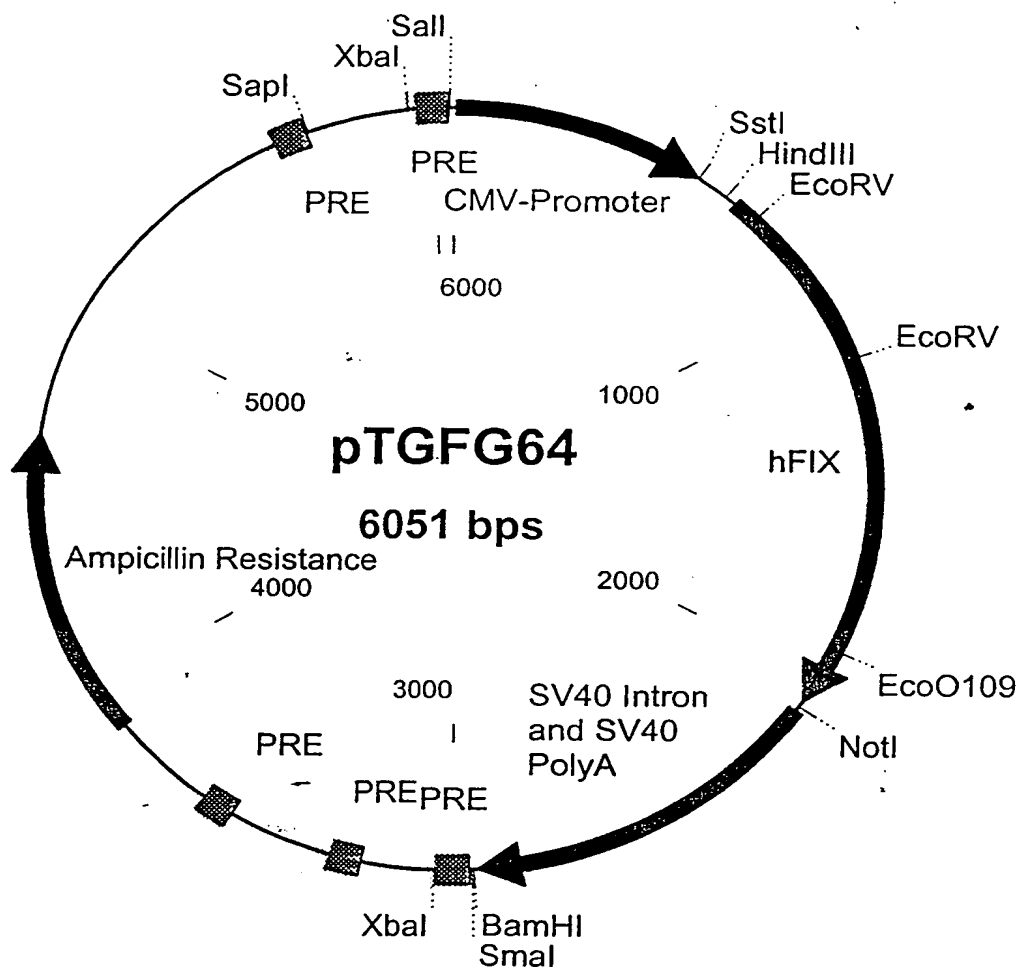 SalI
XbaI
SapI
SstI
HindIII
EcoRV
PRE
PRE
CMV-Promoter
6000
EcoRV
5000
1000
pTGFG64
hFIX
6051 bps
Ampicillin Resistance
4000
2000
EcoO109
3000
SV40 Intron
and SV40
PolyA
NotI
PRE
PRE
PRE
XbaI
BamHI
SmaI